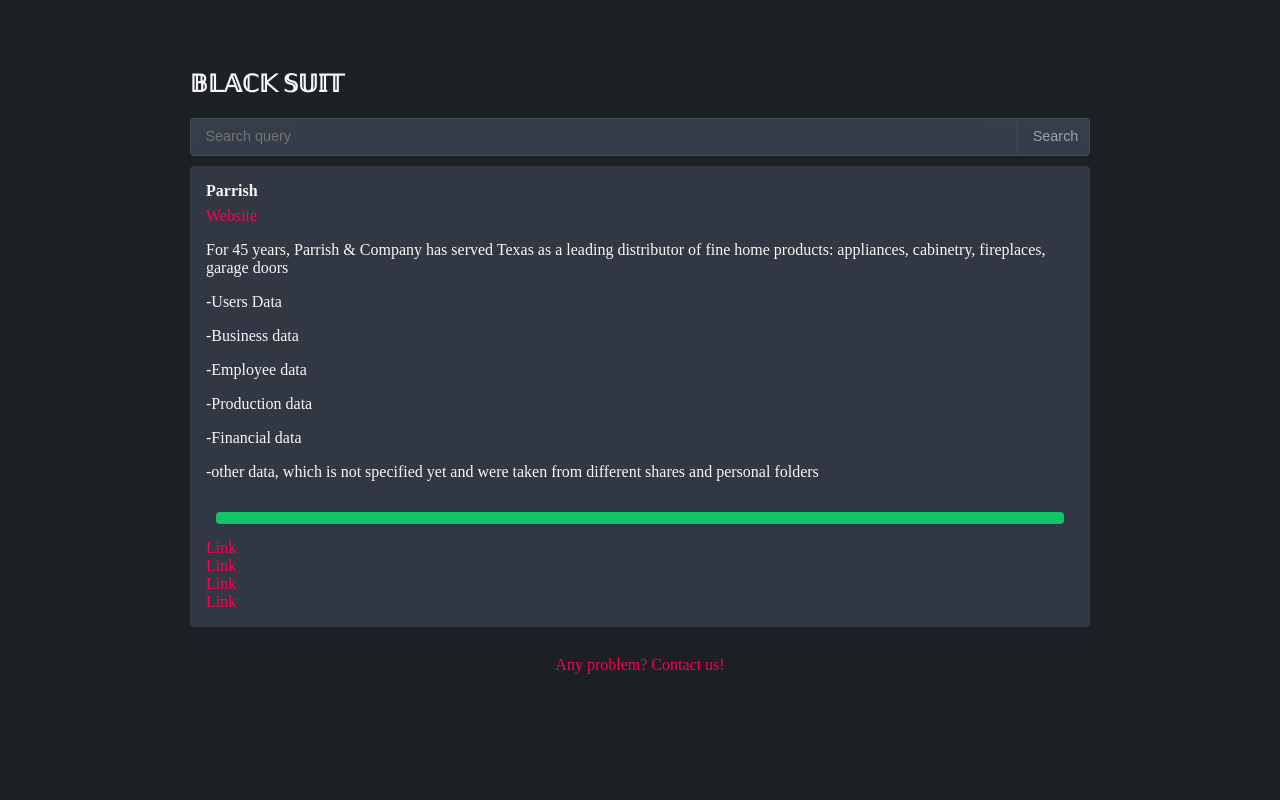 𝔹𝕃𝔸ℂ𝕂 𝕊𝕌𝕀𝕋
Search query
Search
Parrish
Website
For 45 years, Parrish & Company has served Texas as a leading distributor of fine home products: appliances, cabinetry, fireplaces,
garage doors
-Users Data
-Business data
-Employee data
-Production data
-Financial data
-other data, which is not specified yet and were taken from different shares and personal folders
Link
Link
Link
Link
Any problem? Contact us!